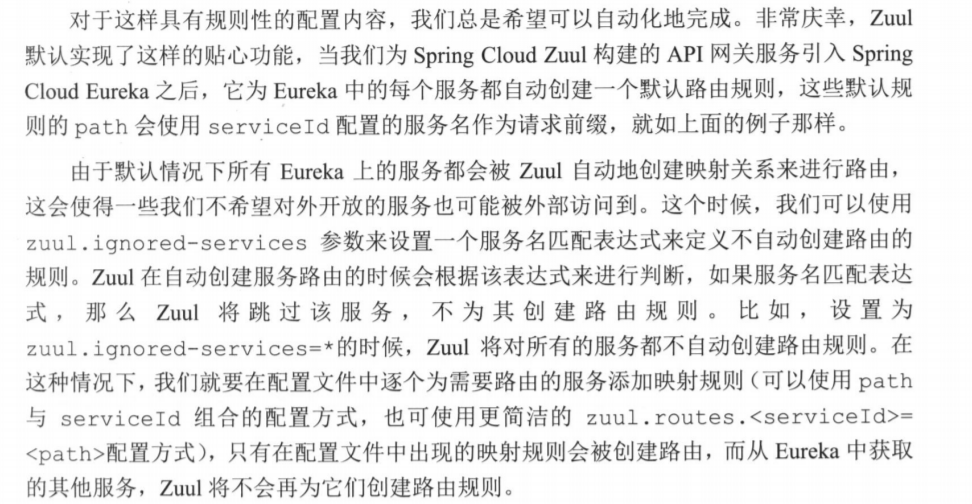 对于这样具有规则性的配置内容，我们总是希望可以自动化地完成。非常庆幸，Zuul
默认实现了这样的贴心功能，当我们为 Spring Cloud Zuul 构建的 API 网关服务引入 Spring
Cloud Eureka 之后，它为 Eureka 中的每个服务都自动创建一个默认路由规则，这些默认规
则的 path 会使用 serviceId 配置的服务名作为请求前缀，就如上面的例子那样。
由于默认情况下所有 Eureka 上的服务都会被 Zuul 自动地创建映射关系来进行路由，
这会使得一些我们不希望对外开放的服务也可能被外部访问到。这个时候，我们可以使用
zuul.ignored-services 参数来设置一个服务名匹配表达式来定义不自动创建路由的
规则。Zuul 在自动创建服务路由的时候会根据该表达式来进行判断，如果服务名匹配表达
式，那么 Zuul 将跳过该服务，不为其创建路由规则。比如，设置为
zuul.ignored-services=*的时候，Zuul 将对所有的服务都不自动创建路由规则。在
这种情况下，我们就要在配置文件中逐个为需要路由的服务添加映射规则（可以使用 path
与 serviceId 组合的配置方式，也可使用更简洁的 zuul.routes.<serviceId>=
<path>配置方式），只有在配置文件中出现的映射规则会被创建路由，而从 Eureka 中获取
的其他服务，Zuul 将不会再为它们创建路由规则。